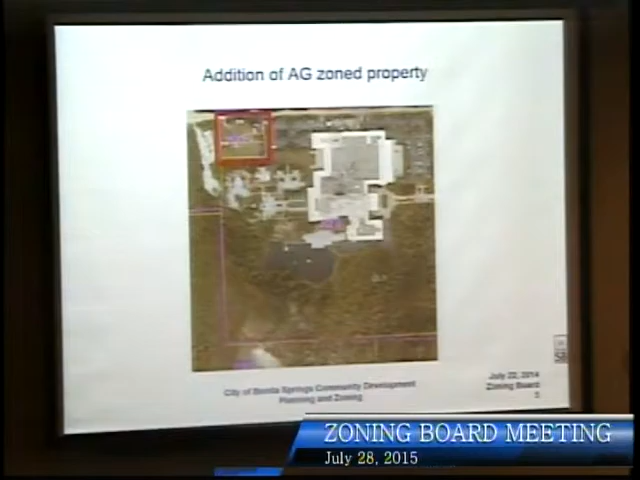 Addition of AG zoned property
City of Bonita Springs Community Development
Planning and Zoning
July 22, 2014
Zoning Board
5
ZONING BOARD MEETING
July 28, 2015